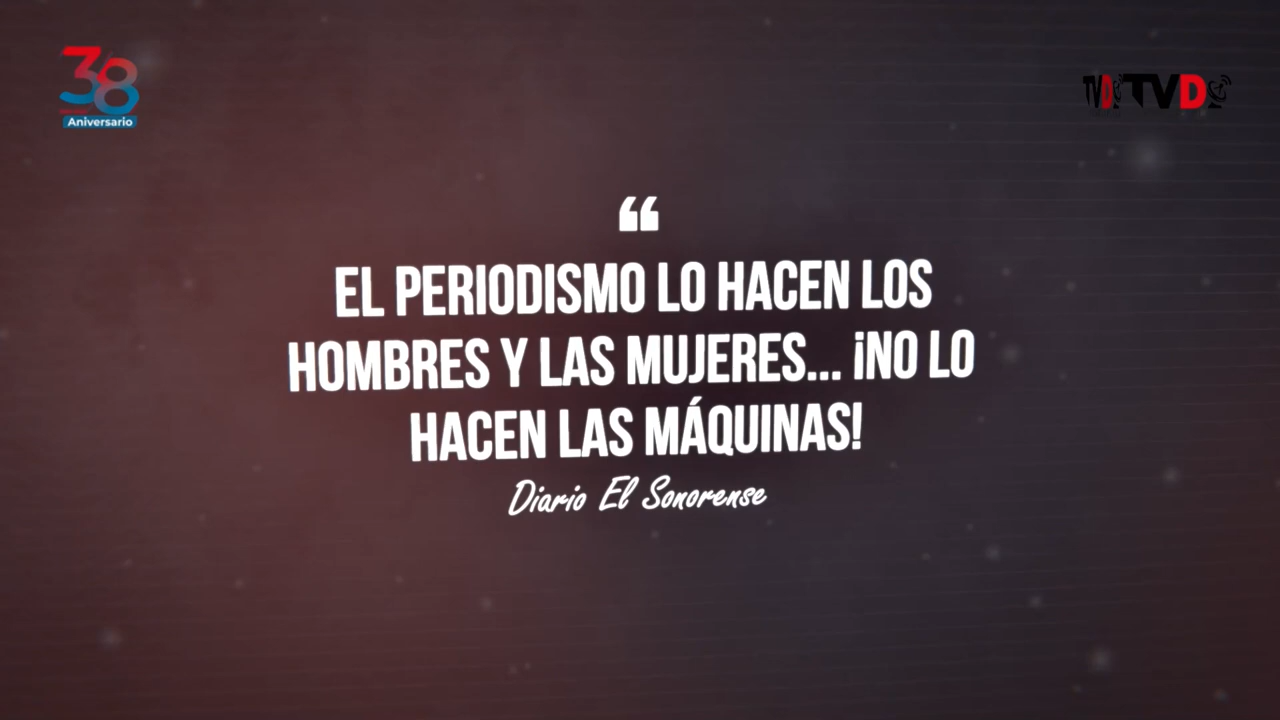 38
Aniversario
TVD TVD
“
EL PERIODISMO LO HACEN LOS
HOMBRES Y LAS MUJERES... ¡NO LO
HACEN LAS MÁQUINAS!
Diario El Sonorense